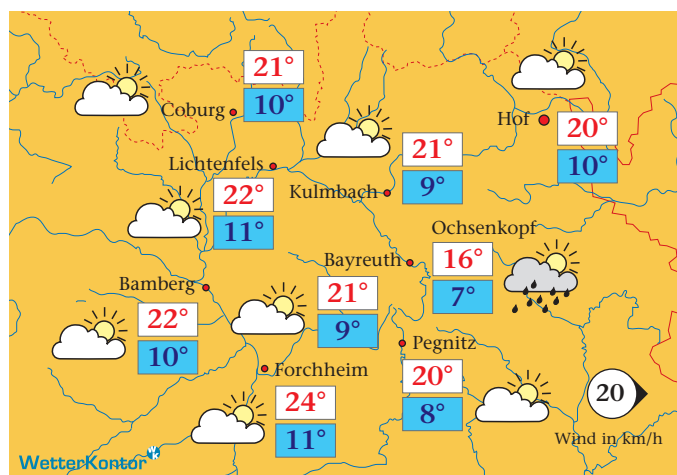 21°
Coburg
10°
Hof
20°
10°
21°
9°
Lichtenfels
Kulmbach
22°
11°
Ochsenkopf
16°
7°
Bayreuth
Bamberg
22°
10°
21°
9°
Pegnitz
20°
8°
Forchheim
24°
11°
20
Wind in km/h
WetterKontor